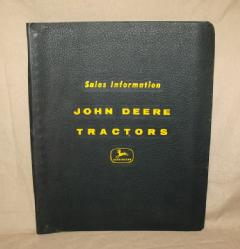 Sales Information
JOHN DEERE
TRACTORS